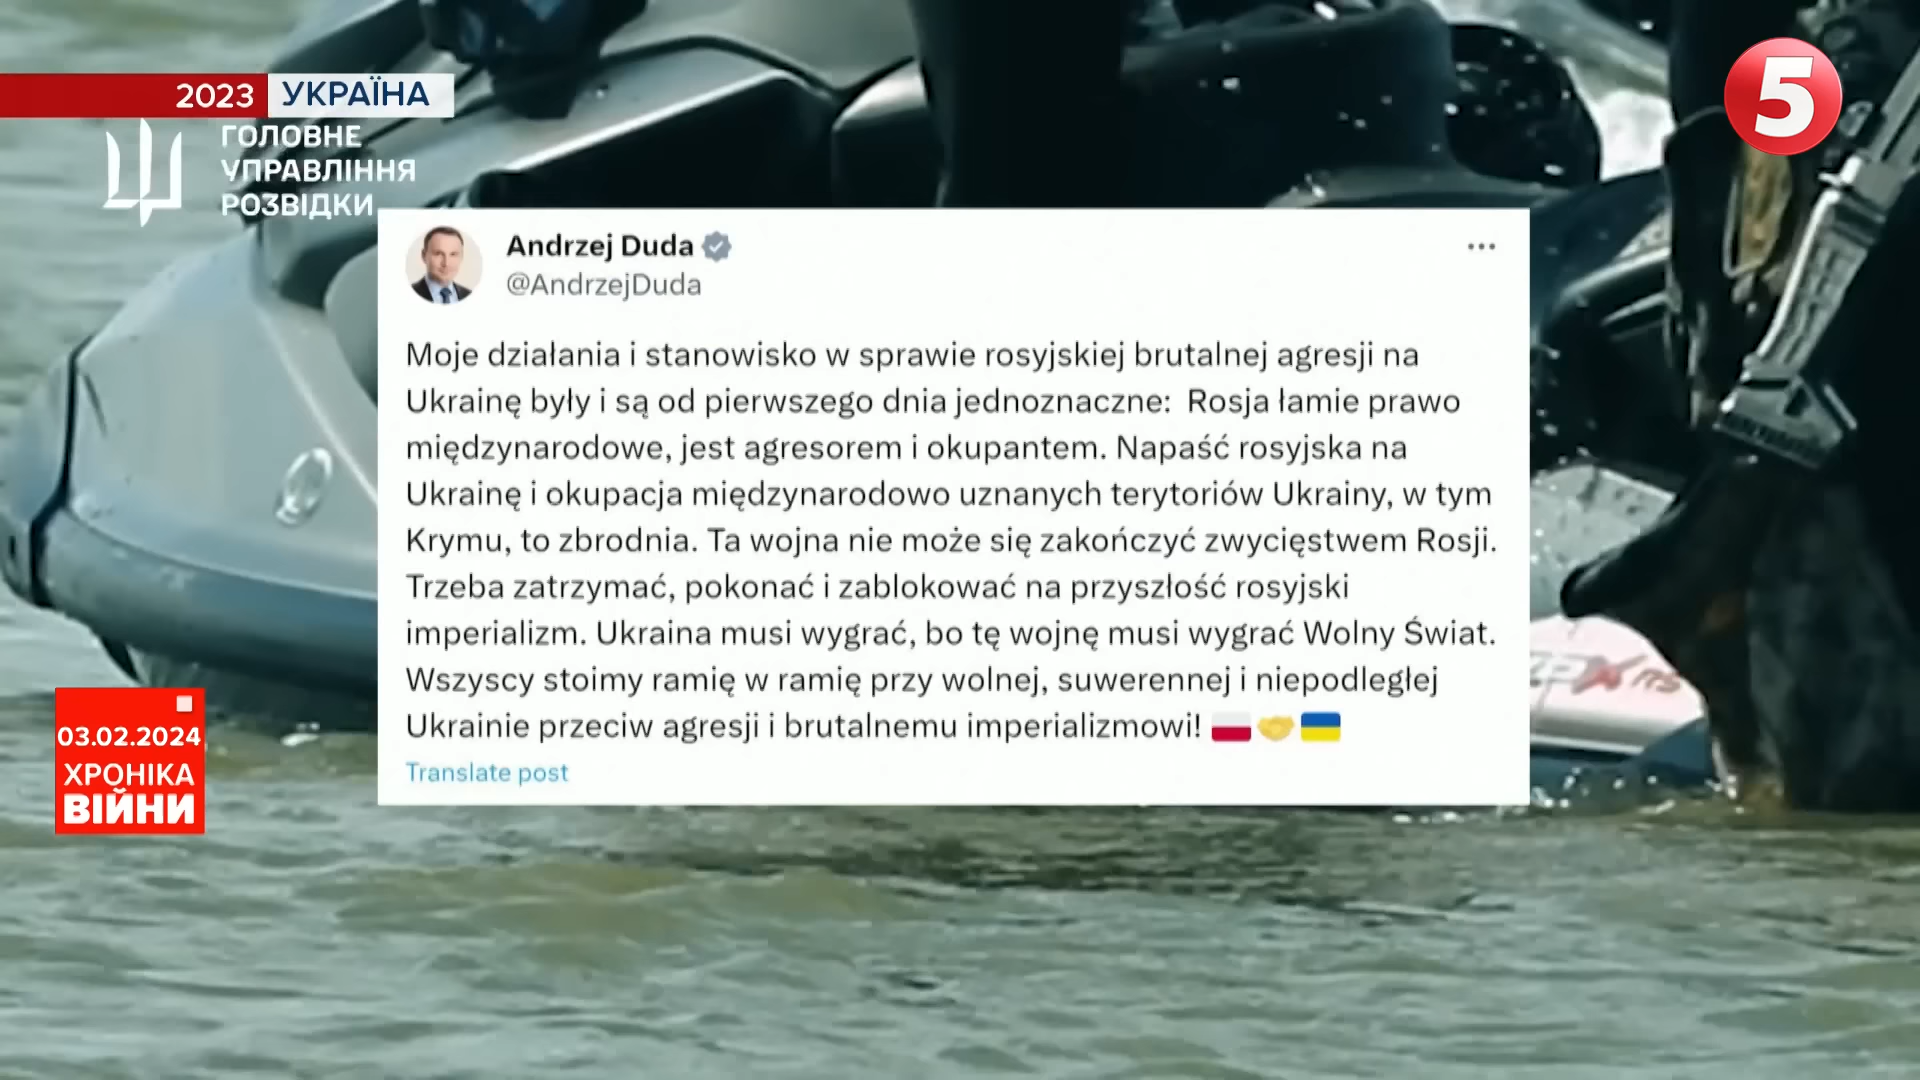 2023 УКРАЇНА
5
ГОЛОВНЕ
УПРАВЛІННЯ
РОЗВІДКИ
Andrzej Duda
@AndrzejDuda
Moje działania i stanowisko w sprawie rosyjskiej brutalnej agresji na
Ukrainę były i są od pierwszego dnia jednoznaczne: Rosja łamie prawo
międzynarodowe, jest agresorem i okupantem. Napaść rosyjska na
Ukrainę i okupacja międzynarodowo uznanych terytoriów Ukrainy, w tym
Krymu, to zbrodnia. Ta wojna nie może się zakończyć zwycięstwem Rosji.
Trzeba zatrzymać, pokonać i zablokować na przyszłość rosyjski
imperializm. Ukraina musi wygrać, bo tę wojnę musi wygrać Wolny Świat.
Wszyscy stoimy ramię w ramię przy wolnej, suwerennej i niepodległej
Ukrainie przeciw agresji i brutalnemu imperializmowi! 🇵🇱🤝🇺🇦
Translate post
03.02.2024
ХРОНІКА
ВІЙНИ